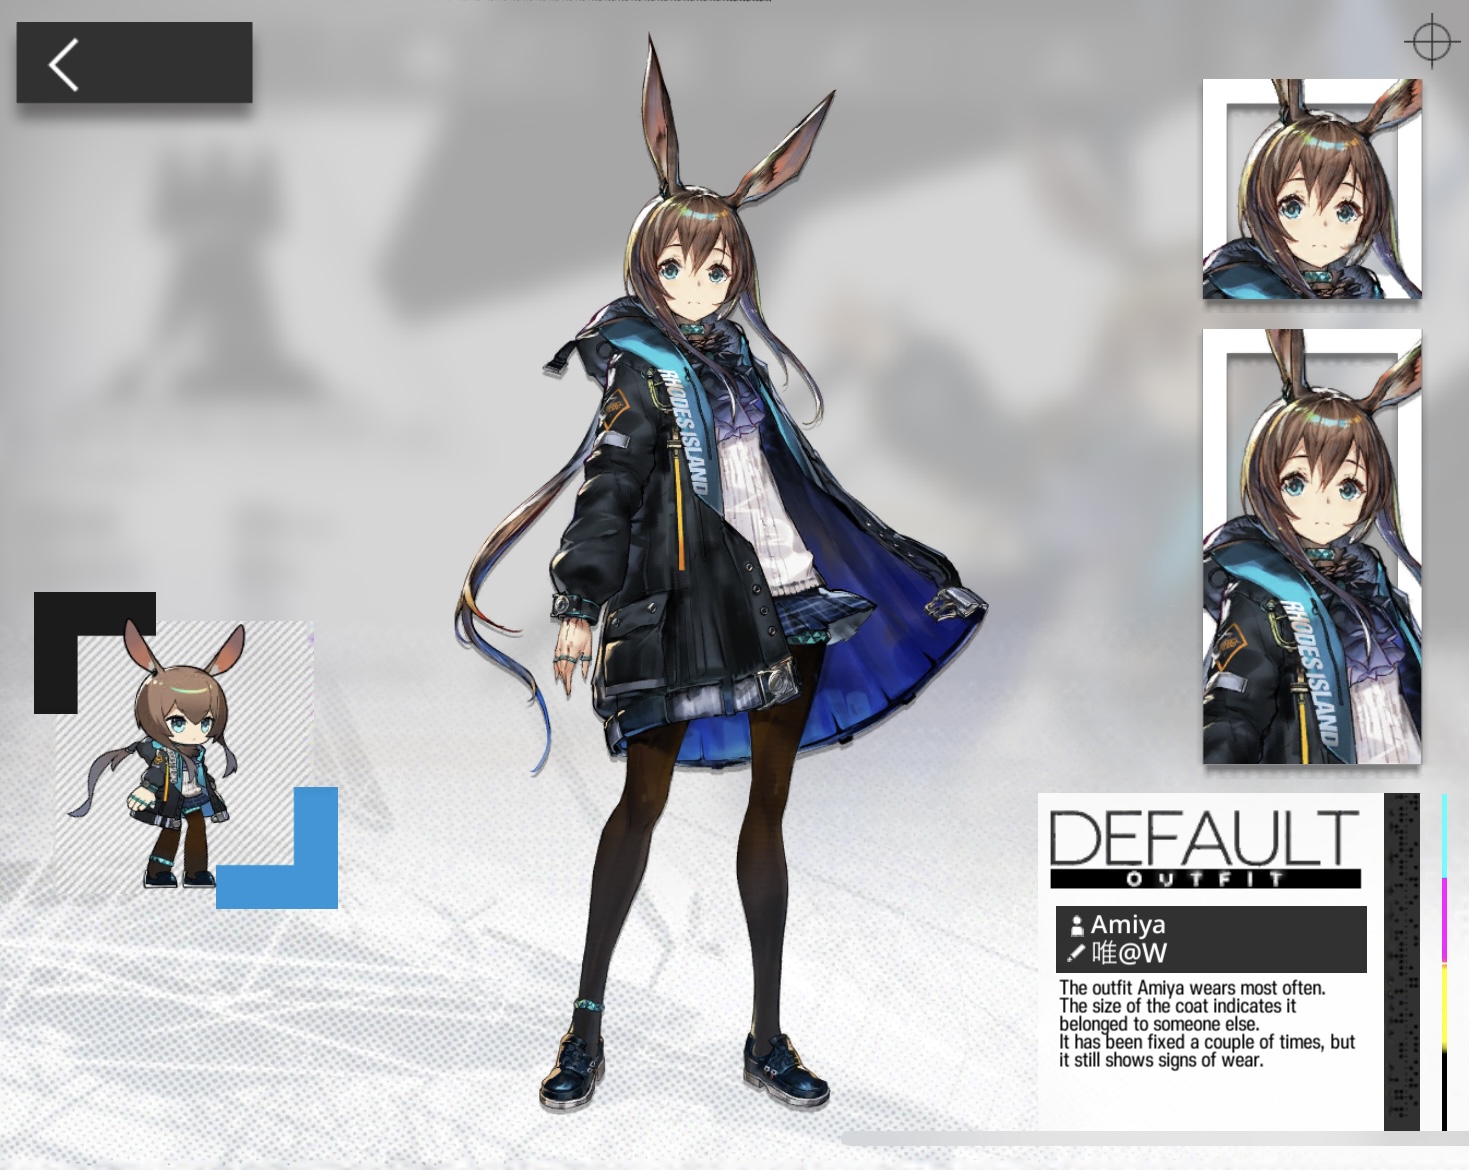 RHODES ISLAND
RHODES ISLAND
DEFAULT
OUTFIT
Amiya
唯@W
The outfit Amiya wears most often.
The size of the coat indicates it
belonged to someone else.
It has been fixed a couple of times, but
it still shows signs of wear.